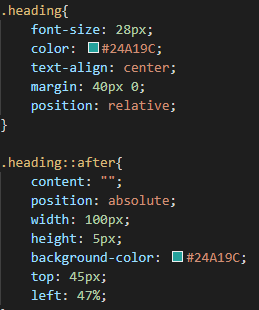 .heading{
    font-size: 28px;
    color: #24A19C;
    text-align: center;
    margin: 40px 0;
    position: relative;
}
.heading::after{
    content: "";
    position: absolute;
    width: 100px;
    height: 5px;
    background-color: #24A19C;
    top: 45px;
    left: 47%;